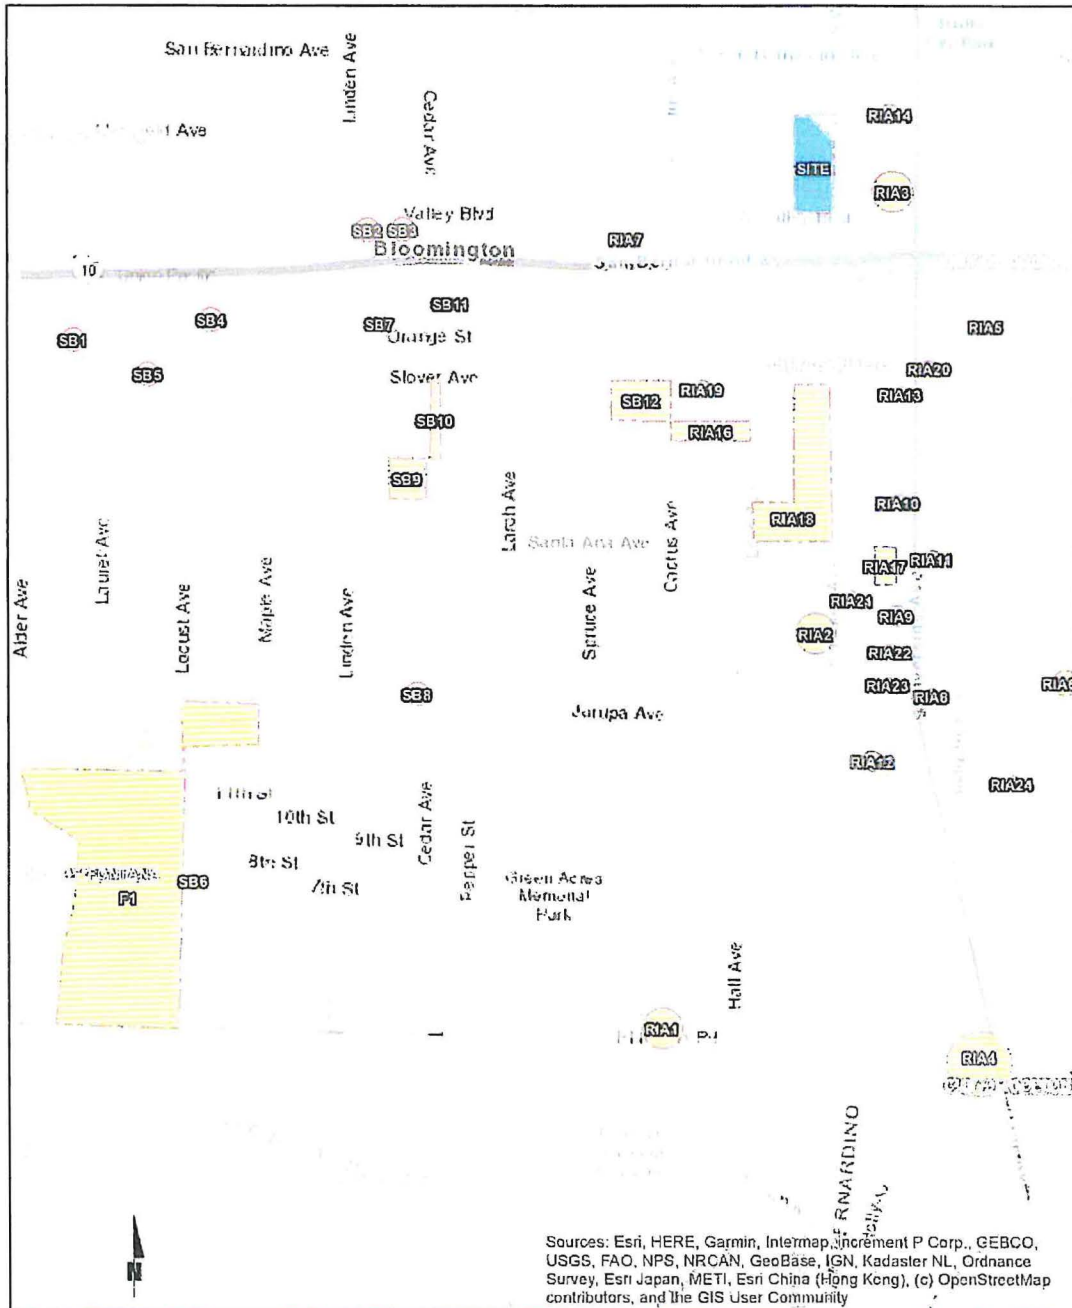 San Bernardino Ave
Linden Ave
Cedar Ave
Ave
RIA14
SITE
RIA3
Valley Blvd
SB2
SB3
Bloomington
RIA7
10
SB11
SB4
SB7
SB1
Orange St
RIA5
SB5
Slover Ave
RIA20
RIA19
RIA13
SB12
SB10
RIA16
SB9
RIA10
RIA18
Larch Ave
Santa Ana Ave
Cactus Ave
Laurel Ave
RIA17
RIA11
Alder Ave
Locust Ave
Maple Ave
Linden Ave
Spruce Ave
RIA21
RIA9
RIA2
RIA22
RIA23
RIA8
SB8
Jurupa Ave
RIA12
RIA24
11th St
10th St
9th St
8th St
7th St
Cedar Ave
Pepper St
Green Acres
Memorial
Park
SB6
P1
Hall Ave
RIA1
RIA4
N
Sources: Esri, HERE, Garmin, Intermap, increment P Corp., GEBCO,
USGS, FAO, NPS, NRCAN, GeoBase, IGN, Kadaster NL, Ordnance
Survey, Esri Japan, METI, Esri China (Hong Kong), (c) OpenStreetMap
contributors, and the GIS User Community